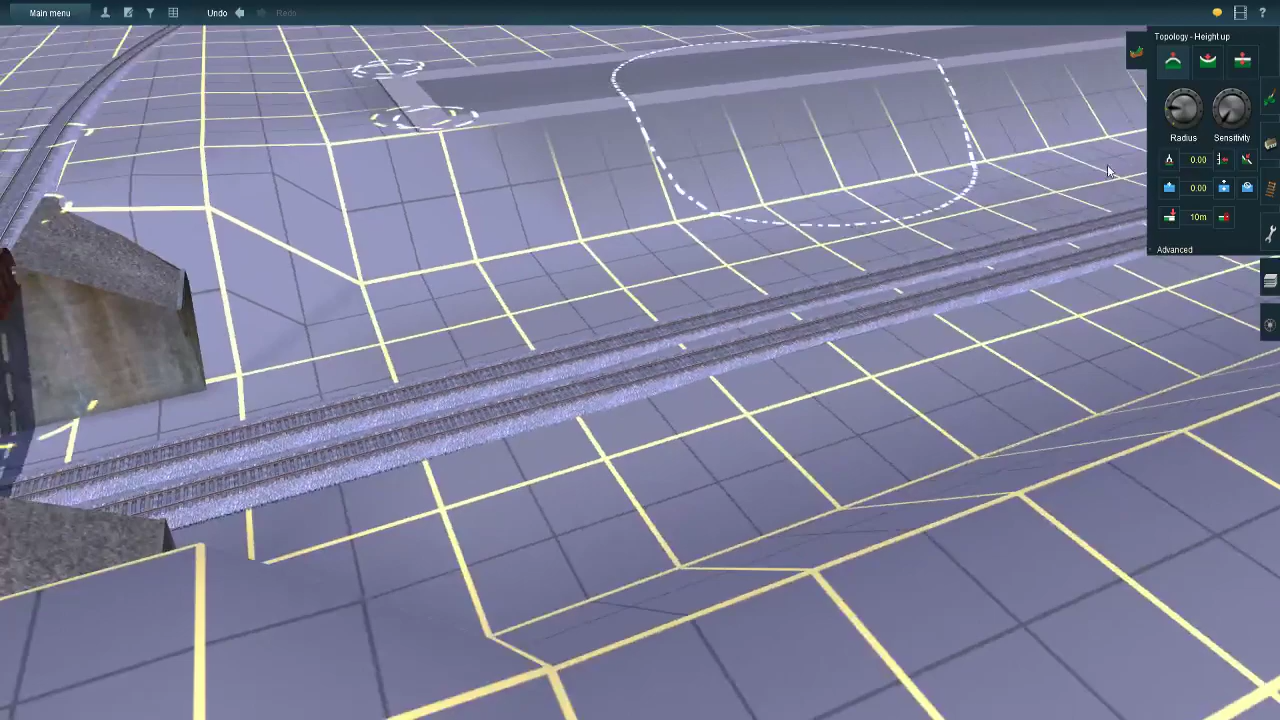 Main menu
Undo
Redo
?
Topology - Height up
Radius
Sensitivity
0.00
0.00
10m
Advanced